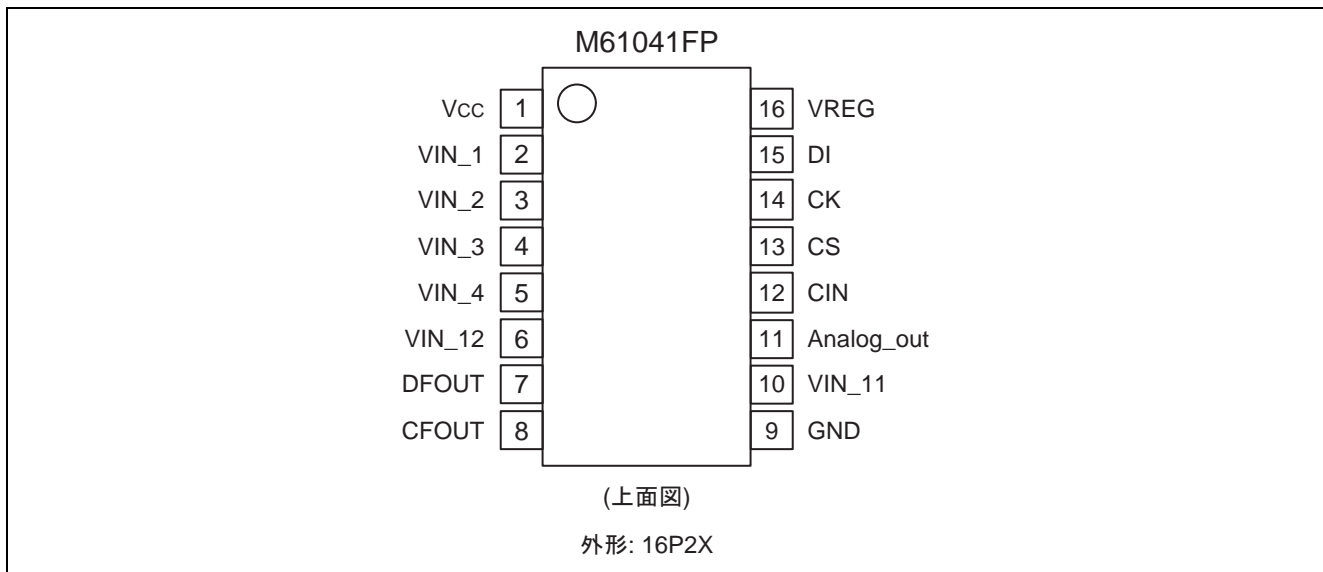 M61041FP
Vcc 1 16 VREG
VIN_1 2 15 DI
VIN_2 3 14 CK
VIN_3 4 13 CS
VIN_4 5 12 CIN
VIN_12 6 11 Analog_out
DFOUT 7 10 VIN_11
CFOUT 8 9 GND
(上面図)
外形: 16P2X